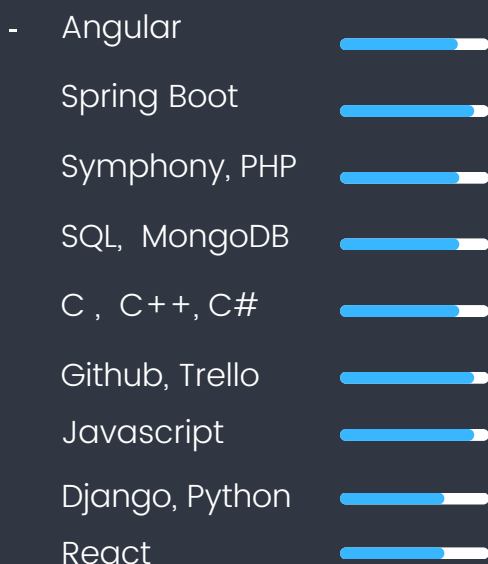 - Angular
Spring Boot
Symphony, PHP
SQL, MongoDB
C , C++, C#
Github, Trello
Javascript
Django, Python
React